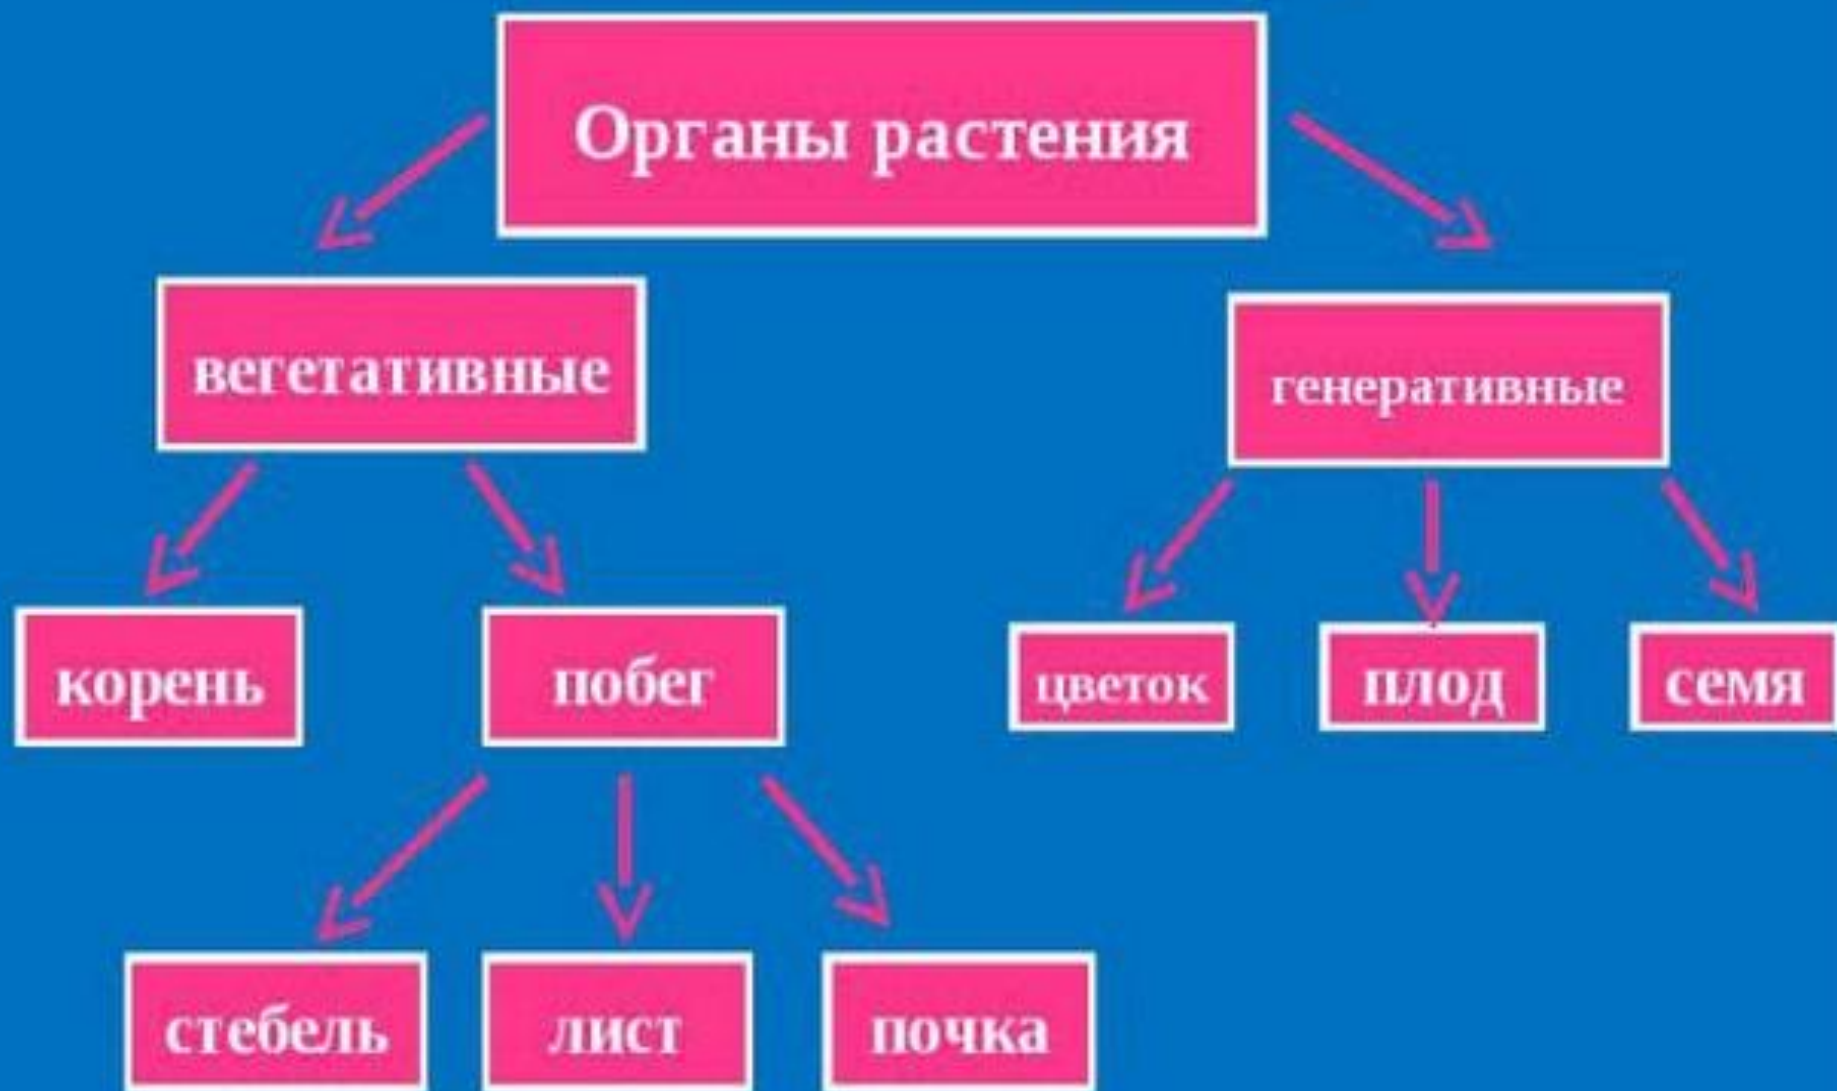 Органы растения
вегетативные
генеративные
корень
побег
цветок
плод
семя
стебель
лист
почка